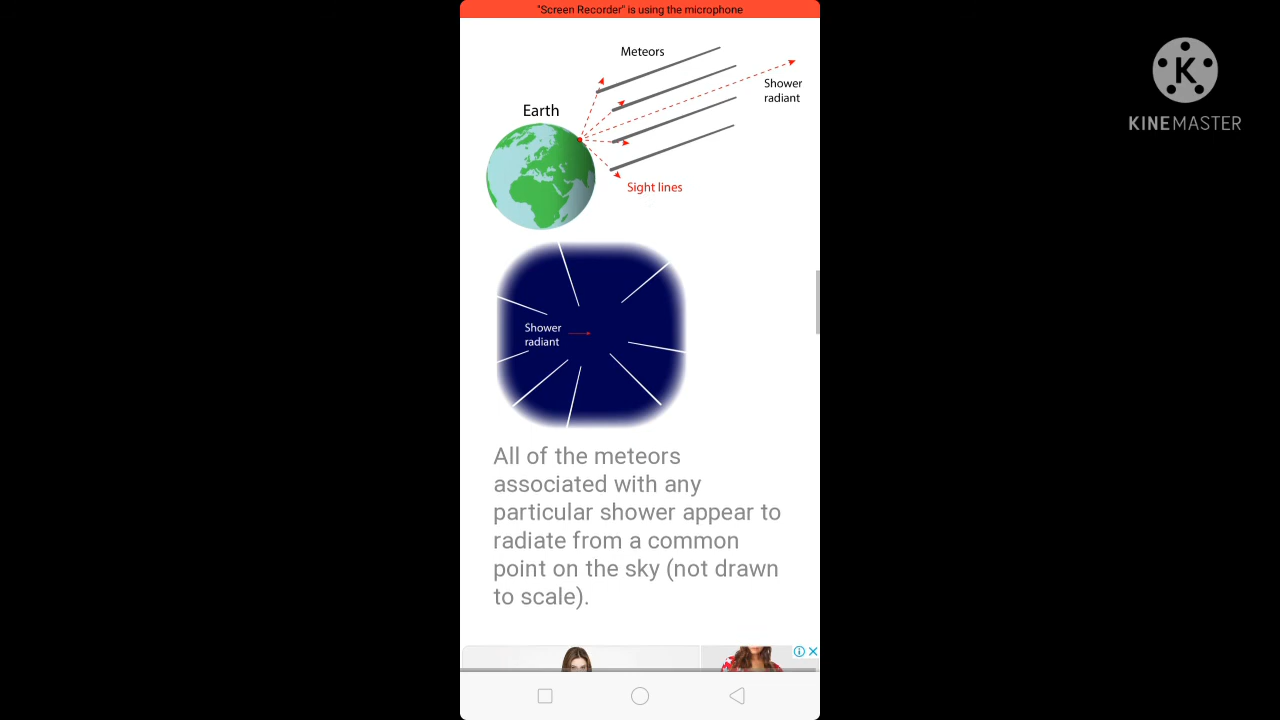 "Screen Recorder" is using the microphone
Meteors
Shower
radiant
Earth
Sight lines
Shower
radiant
All of the meteors
associated with any
particular shower appear to
radiate from a common
point on the sky (not drawn
to scale).
K
KINEMASTER